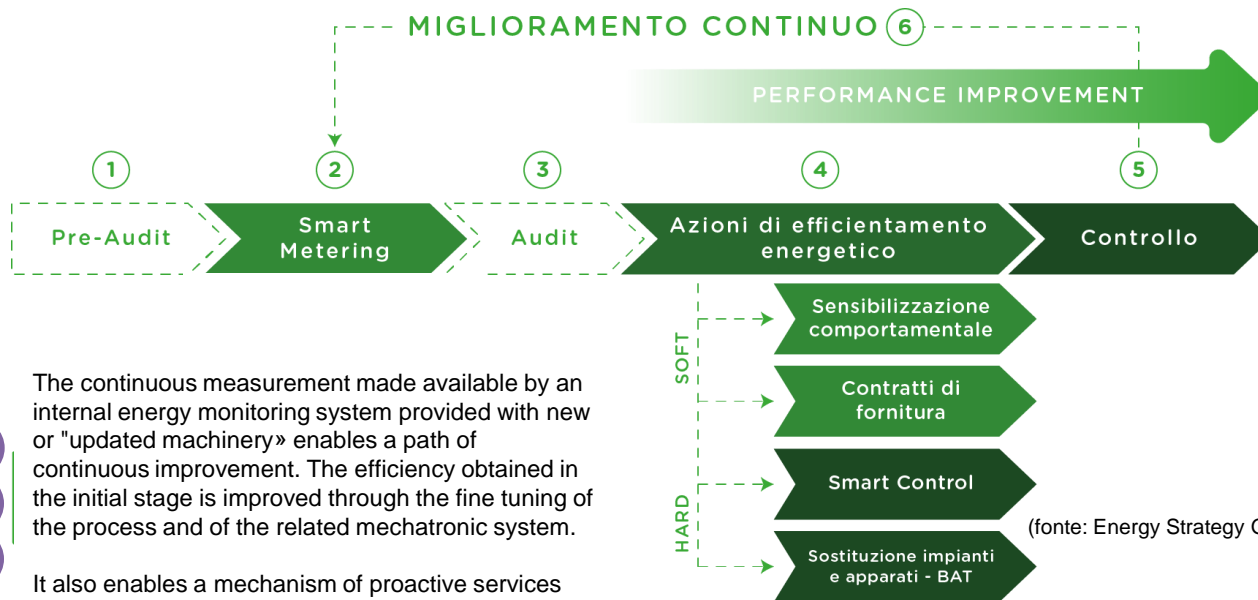 MIGLIORAMENTO CONTINUO 6
PERFORMANCE IMPROVEMENT
1
2
3
4
5
Pre-Audit
Smart
Metering
Audit
Azioni di efficientamento
energetico
Controllo
SOFT
Sensibilizzazione
comportamentale
Contratti di
fornitura
HARD
Smart Control
Sostituzione impianti
e apparati - BAT
(fonte: Energy Strategy
The continuous measurement made available by an
internal energy monitoring system provided with new
or "updated machinery» enables a path of
continuous improvement. The efficiency obtained in
the initial stage is improved through the fine tuning of
the process and of the related mechatronic system.
It also enables a mechanism of proactive services